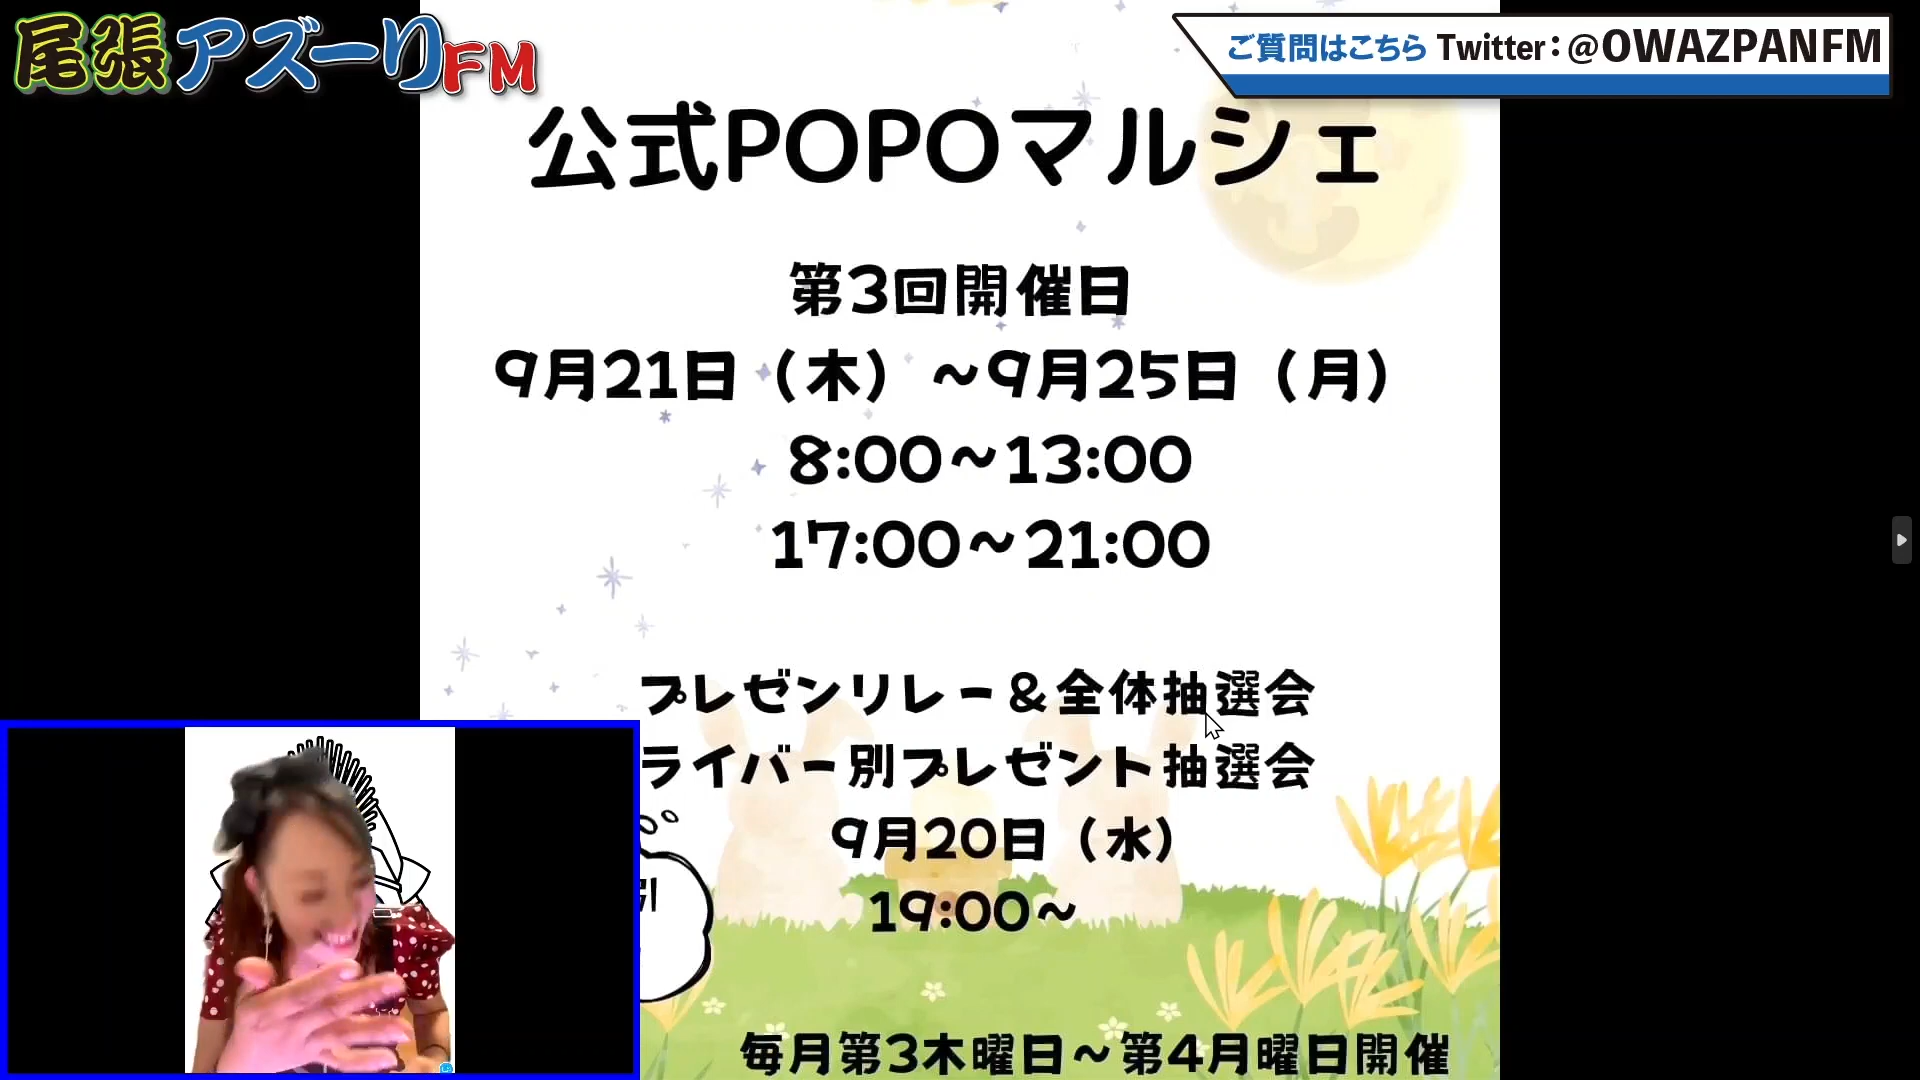 尾張アズーりFM
ご質問はこちら Twitter：@OWAZPANFM
公式POPOマルシェ
第3回開催日
9月21日（木）～9月25日（月）
8:00～13:00
17:00～21:00
プレゼンリレー＆全体抽選会
ライバー別プレゼント抽選会
9月20日（水）
19:00～
毎月第3木曜日～第4月曜日開催